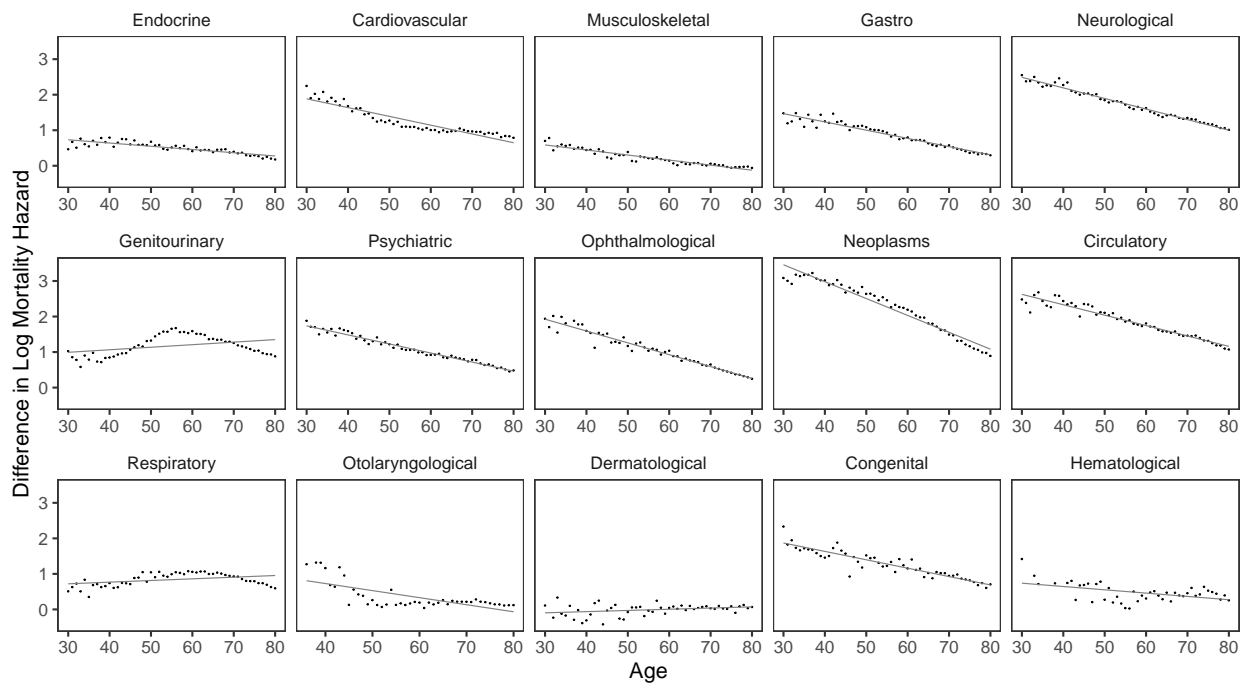 Endocrine Cardiovascular Musculoskeletal Gastro Neurological
3
2
1
0
30 40 50 60 70 80 30 40 50 60 70 80 30 40 50 60 70 80 30 40 50 60 70 80 30 40 50 60 70 80
Genitourinary Psychiatric Ophthalmological Neoplasms Circulatory
3
2
1
0
30 40 50 60 70 80 30 40 50 60 70 80 30 40 50 60 70 80 30 40 50 60 70 80 30 40 50 60 70 80
Respiratory Otolaryngological Dermatological Congenital Hematological
3
2
1
0
30 40 50 60 70 80 40 50 60 70 80 30 40 50 60 70 80 30 40 50 60 70 80 30 40 50 60 70 80
Difference in Log Mortality Hazard
Age